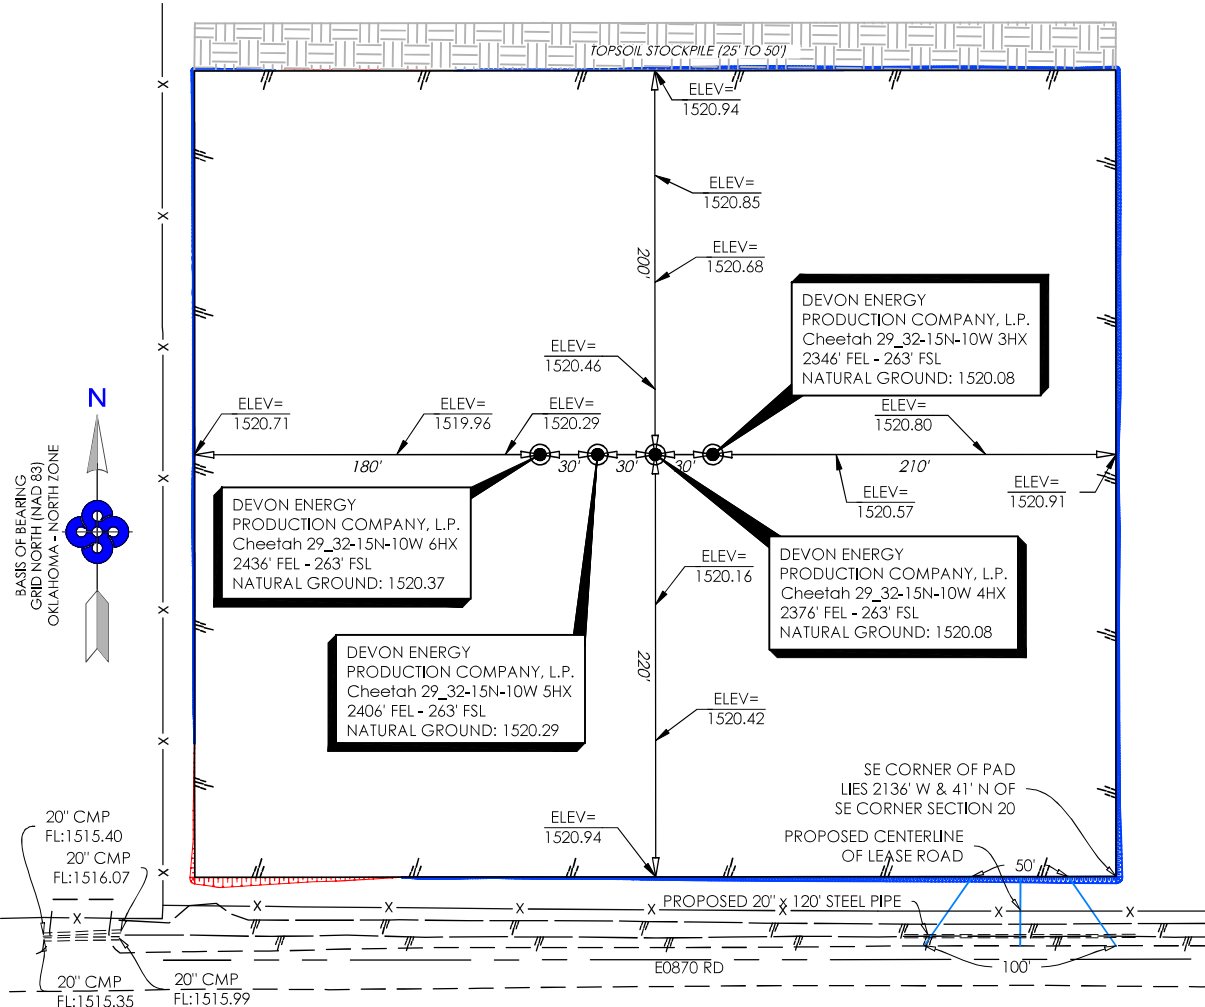 TOPSOIL STOCKPILE (25' TO 50')
ELEV=
1520.94
ELEV=
1520.85
200'
ELEV=
1520.68
DEVON ENERGY
PRODUCTION COMPANY, L.P.
Cheetah 29_32-15N-10W 3HX
2346' FEL - 263' FSL
NATURAL GROUND: 1520.08
ELEV=
1520.46
ELEV=
1520.71
ELEV=
1519.96
ELEV=
1520.29
ELEV=
1520.80
180'
30'
30'
30'
210'
N
BASIS OF BEARING
GRID NORTH (NAD 83)
OKLAHOMA - NORTH ZONE
ELEV=
1520.57
ELEV=
1520.91
DEVON ENERGY
PRODUCTION COMPANY, L.P.
Cheetah 29_32-15N-10W 6HX
2436' FEL - 263' FSL
NATURAL GROUND: 1520.37
ELEV=
1520.16
DEVON ENERGY
PRODUCTION COMPANY, L.P.
Cheetah 29_32-15N-10W 4HX
2376' FEL - 263' FSL
NATURAL GROUND: 1520.08
DEVON ENERGY
PRODUCTION COMPANY, L.P.
Cheetah 29_32-15N-10W 5HX
2406' FEL - 263' FSL
NATURAL GROUND: 1520.29
220'
ELEV=
1520.42
SE CORNER OF PAD
LIES 2136' W & 41' N OF
SE CORNER SECTION 20
ELEV=
1520.94
PROPOSED CENTERLINE
OF LEASE ROAD
50'
20" CMP
FL:1515.40
20" CMP
FL:1516.07
PROPOSED 20" x 120' STEEL PIPE
E0870 RD
100'
20" CMP
FL:1515.35
20" CMP
FL:1515.99
X
X
X
X
X
X
X
X
X
X
X
X
X
X